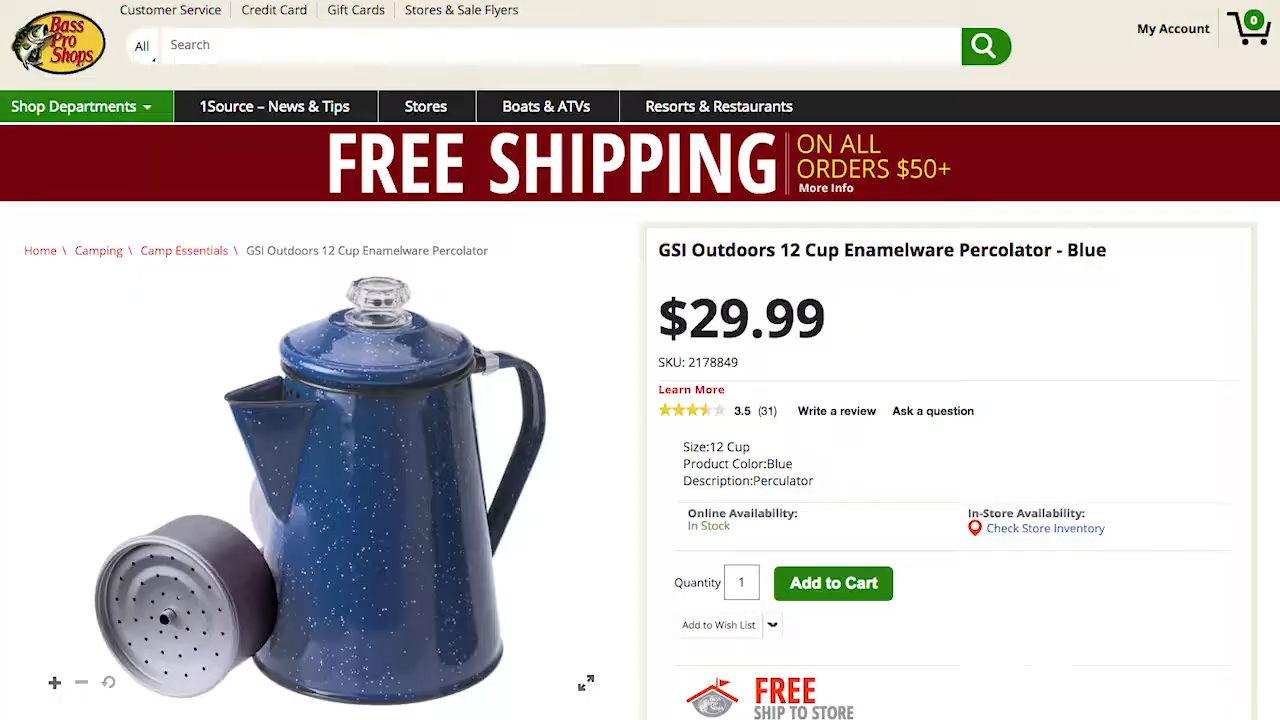 Customer Service
Credit Card
Gift Cards
Stores & Sale Flyers
Bass
Pro
Shops
All
Search
My Account
0
Shop Departments
1Source – News & Tips
Stores
Boats & ATVs
Resorts & Restaurants
FREE SHIPPING
ON ALL
ORDERS $50+
More Info
Home \ Camping \ Camp Essentials \ GSI Outdoors 12 Cup Enamelware Percolator
GSI Outdoors 12 Cup Enamelware Percolator - Blue
$29.99
SKU: 2178849
Learn More
3.5 (31) Write a review Ask a question
Size:12 Cup
Product Color:Blue
Description:Perculator
Online Availability:
In Stock
In-Store Availability:
Check Store Inventory
Quantity 1 Add to Cart
Add to Wish List
FREE
SHIP TO STORE